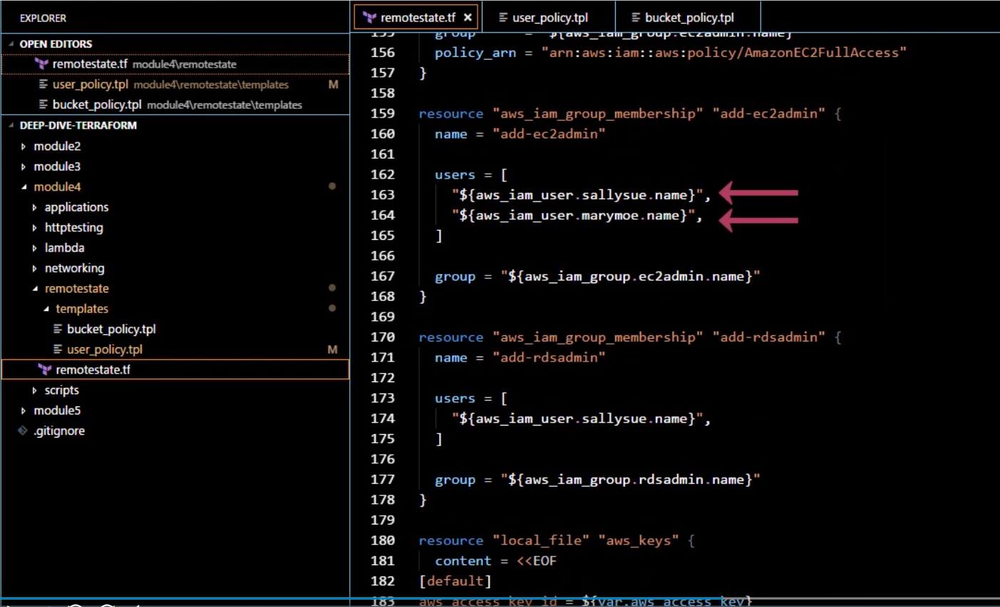 EXPLORER
OPEN EDITORS
remotestate.tf module4\remotestate
user_policy.tpl module4\remotestate\templates M
bucket_policy.tpl module4\remotestate\templates
DEEP-DIVE-TERRAFORM
module2
module3
module4
applications
httptesting
lambda
networking
remotestate
templates
bucket_policy.tpl
user_policy.tpl M
remotestate.tf
scripts
module5
.gitignore
remotestate.tf × user_policy.tpl bucket_policy.tpl
155 group = "${aws_iam_group.ec2admin.name}"
156 policy_arn = "arn:aws:iam::aws:policy/AmazonEC2FullAccess"
157 }
158
159 resource "aws_iam_group_membership" "add-ec2admin" {
160 name = "add-ec2admin"
161
162 users = [
163 "${aws_iam_user.sallysue.name}",
164 "${aws_iam_user.marymoe.name}",
165 ]
166
167 group = "${aws_iam_group.ec2admin.name}"
168 }
169
170 resource "aws_iam_group_membership" "add-rdsadmin" {
171 name = "add-rdsadmin"
172
173 users = [
174 "${aws_iam_user.sallysue.name}",
175 ]
176
177 group = "${aws_iam_group.rdsadmin.name}"
178 }
179
180 resource "local_file" "aws_keys" {
181 content = <<EOF
182 [default]
183 aws_access_key_id = ${var.aws_access_key}